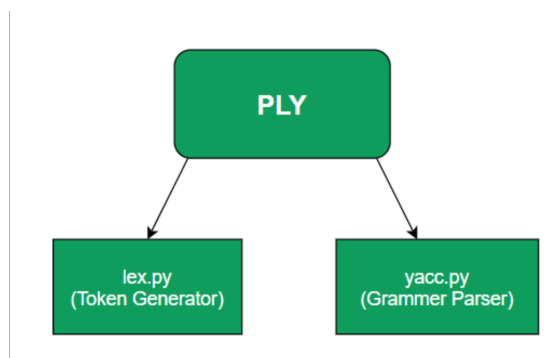 PLY
lex.py
(Token Generator)
yacc.py
(Grammer Parser)